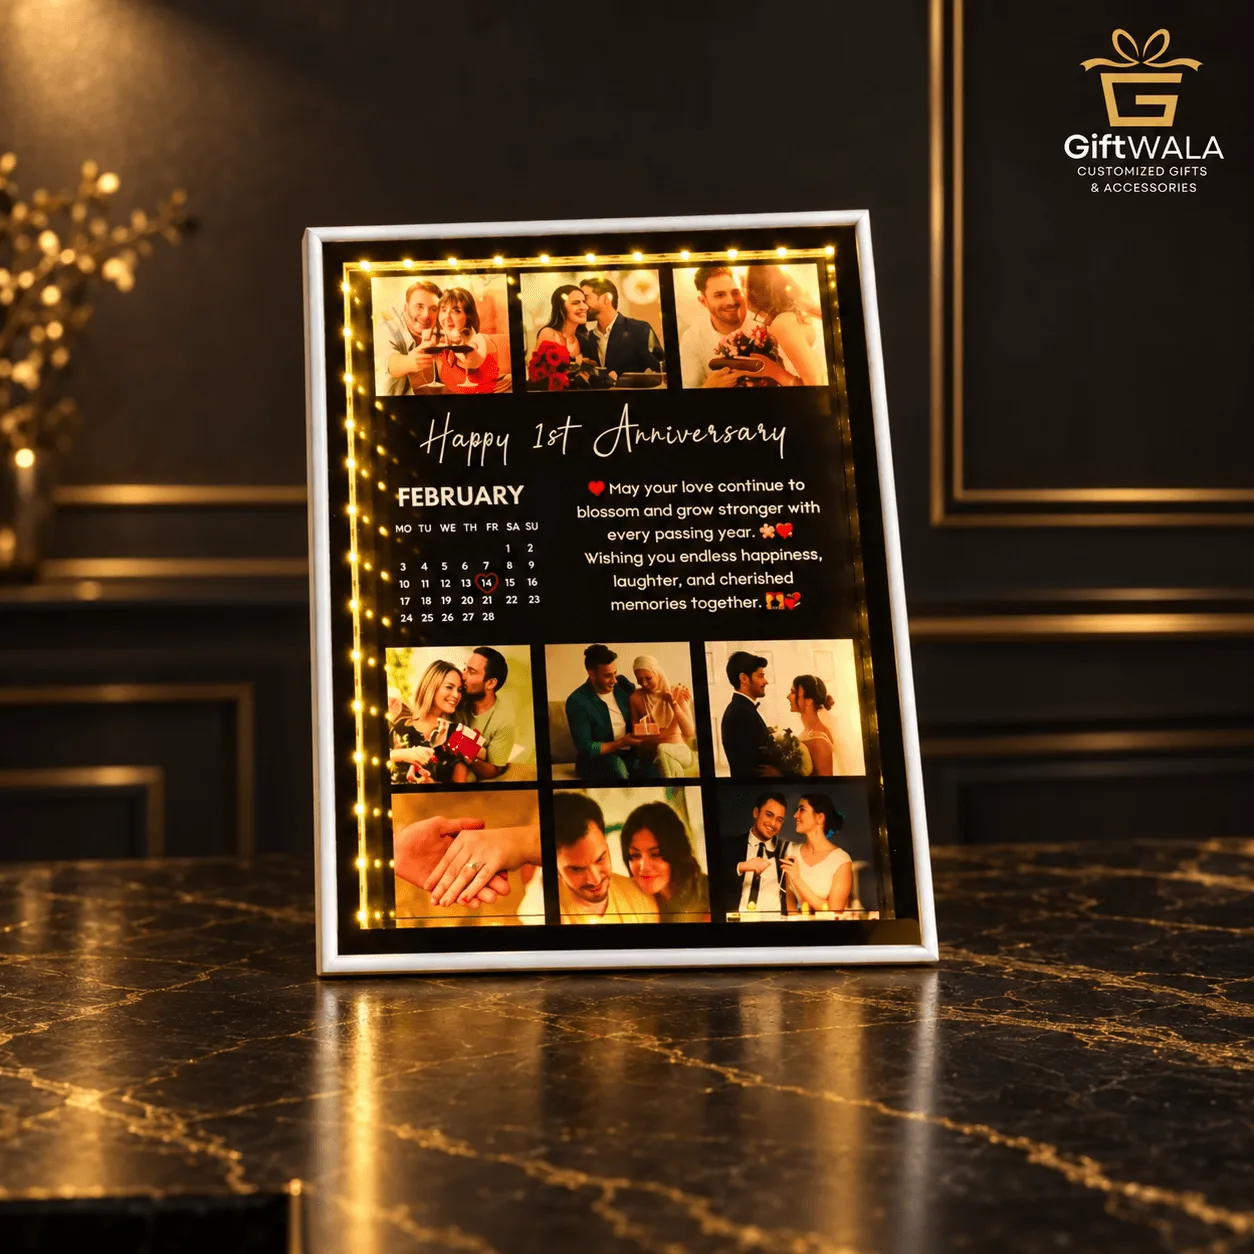 GiftWALA
CUSTOMIZED GIFTS
& ACCESSORIES
Happy 1st Anniversary
FEBRUARY
MO TU WE TH FR SA SU
1 2
3 4 5 6 7 8 9
10 11 12 13 14 15 16
17 18 19 20 21 22 23
24 25 26 27 28
❤️ May your love continue to
blossom and grow stronger with
every passing year. 🌸💖
Wishing you endless happiness,
laughter, and cherished
memories together. 👩‍❤️‍👨💞